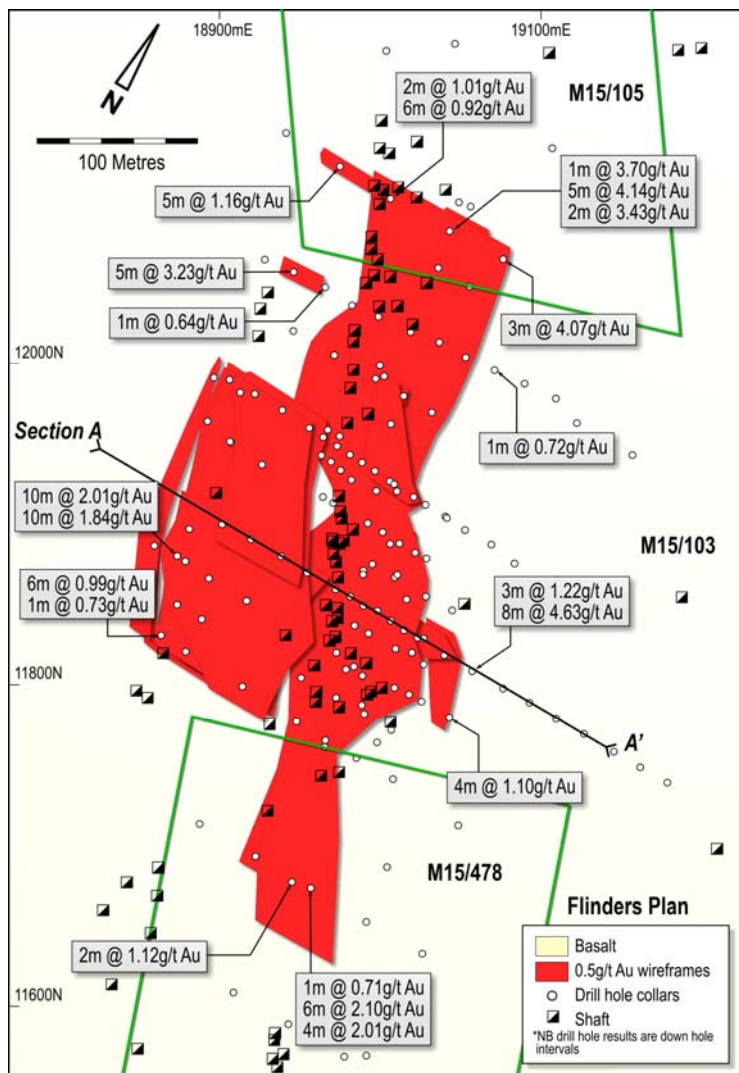 18900mE
19100mE
N
100 Metres
M15/105
2m @ 1.01g/t Au
6m @ 0.92g/t Au
1m @ 3.70g/t Au
5m @ 4.14g/t Au
2m @ 3.43g/t Au
5m @ 1.16g/t Au
5m @ 3.23g/t Au
1m @ 0.64g/t Au
3m @ 4.07g/t Au
12000N
Section A
1m @ 0.72g/t Au
10m @ 2.01g/t Au
10m @ 1.84g/t Au
M15/103
6m @ 0.99g/t Au
1m @ 0.73g/t Au
3m @ 1.22g/t Au
8m @ 4.63g/t Au
11800N
A'
4m @ 1.10g/t Au
M15/478
2m @ 1.12g/t Au
1m @ 0.71g/t Au
6m @ 2.10g/t Au
4m @ 2.01g/t Au
11600N
Flinders Plan
Basalt
0.5g/t Au wireframes
Drill hole collars
Shaft
*NB drill hole results are down hole
intervals